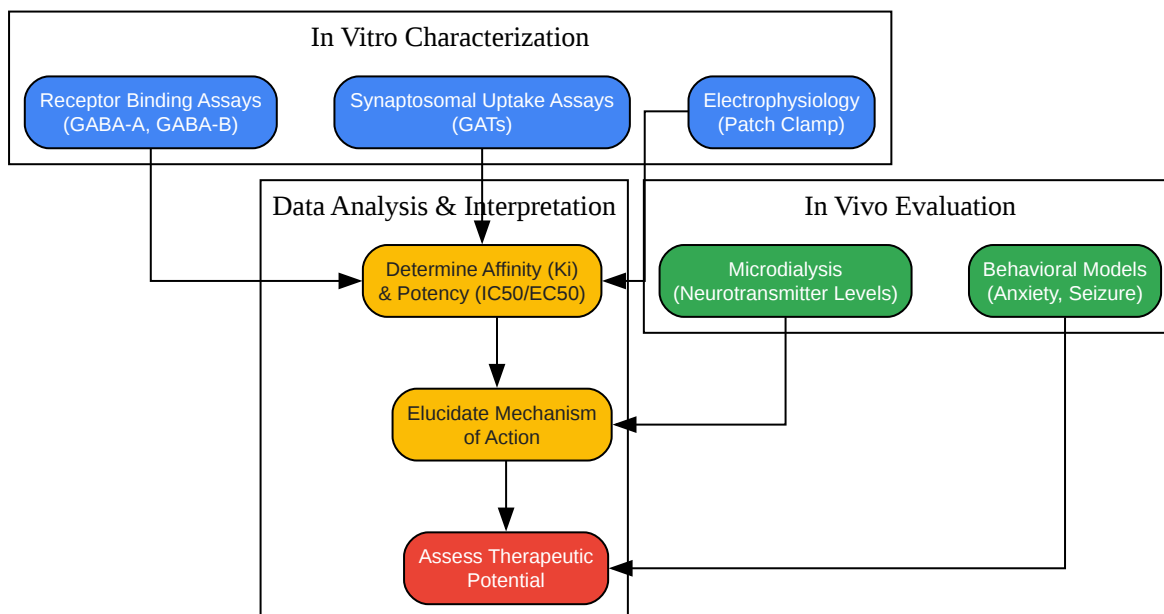 In Vitro Characterization
Receptor Binding Assays
(GABA-A, GABA-B)
Synaptosomal Uptake Assays
(GATs)
Electrophysiology
(Patch Clamp)
Data Analysis & Interpretation
In Vivo Evaluation
Determine Affinity (Ki)
& Potency (IC50/EC50)
Microdialysis
(Neurotransmitter Levels)
Behavioral Models
(Anxiety, Seizure)
Elucidate Mechanism
of Action
Assess Therapeutic
Potential